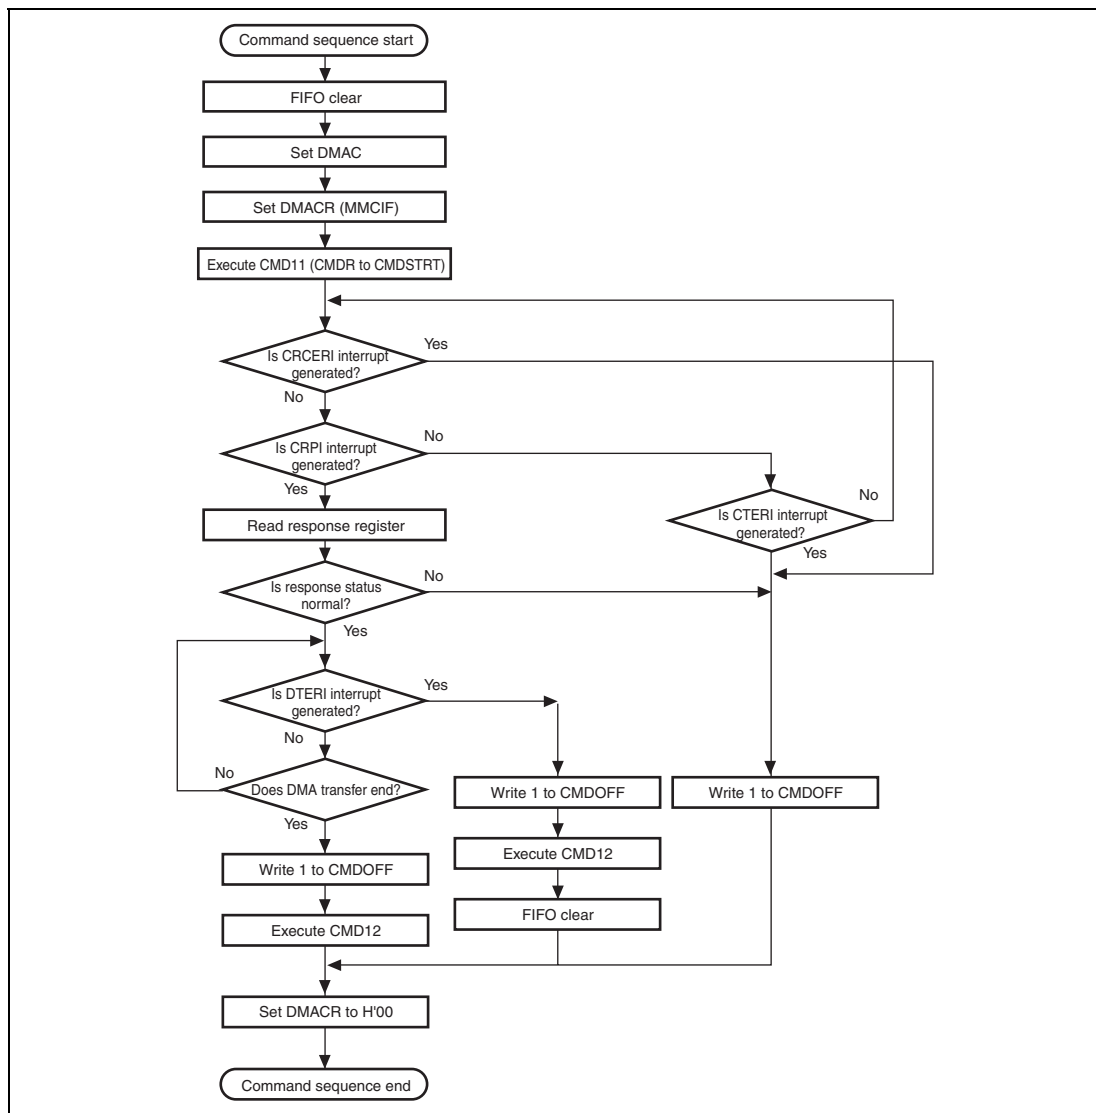 Command sequence start
FIFO clear
Set DMAC
Set DMACR (MMCIF)
Execute CMD11 (CMDR to CMDSTRT)
Is CRCERI interrupt
generated?
Yes
No
Is CRPI interrupt
generated?
No
Yes
Is CTERI interrupt
generated?
No
Yes
Read response register
Is response status
normal?
No
Yes
Is DTERI interrupt
generated?
Yes
No
Does DMA transfer end?
No
Yes
Write 1 to CMDOFF
Execute CMD12
Write 1 to CMDOFF
Execute CMD12
FIFO clear
Write 1 to CMDOFF
Set DMACR to H'00
Command sequence end